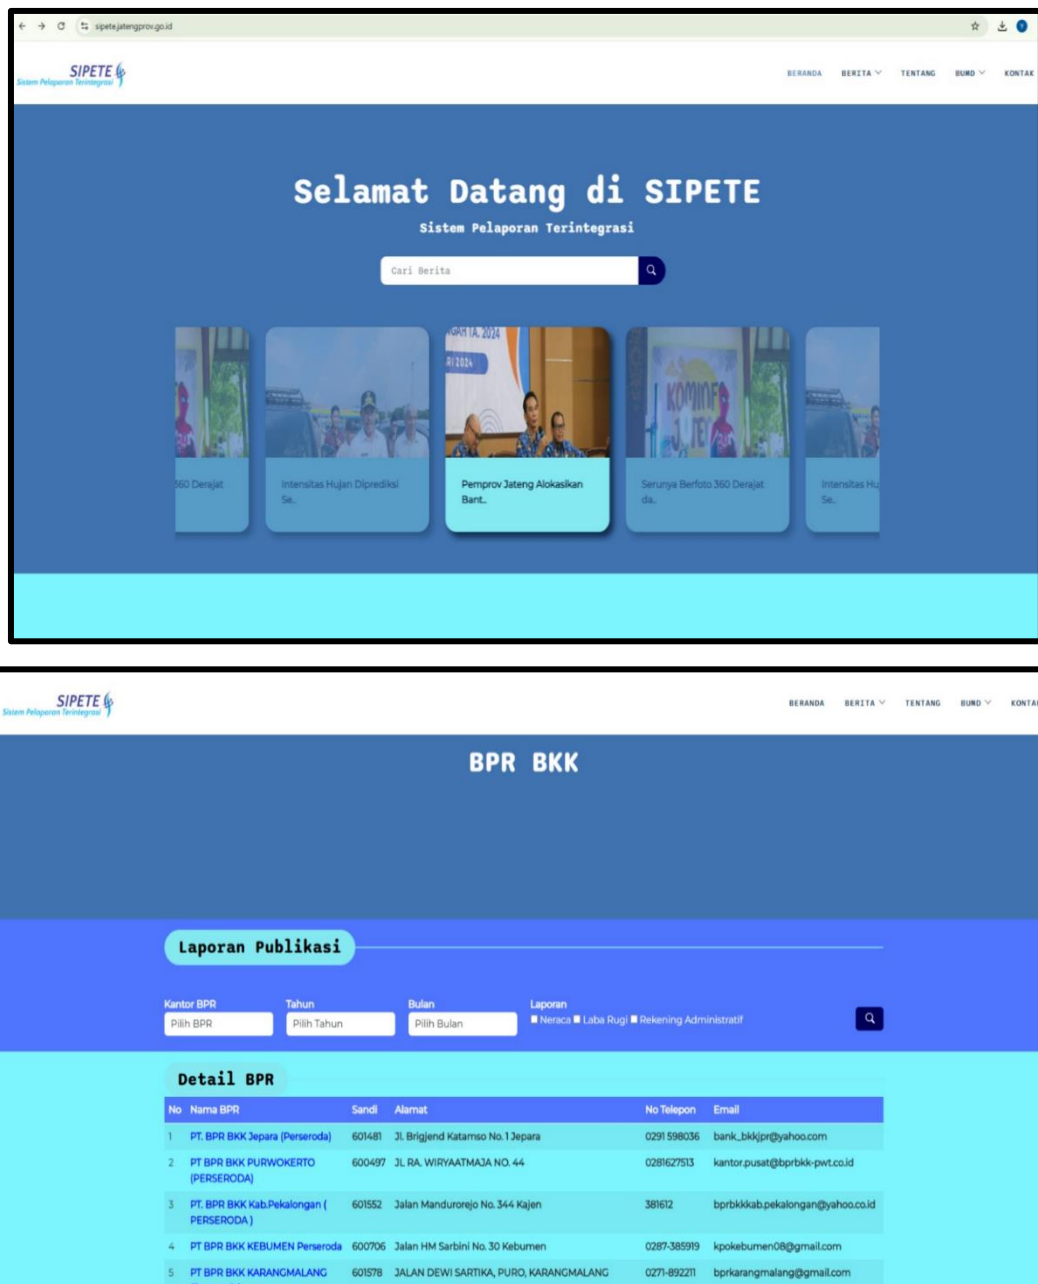 sipete.jatengprov.go.id
SIPETE
Sistem Pelaporan Terintegrasi
BERANDA BERITA TENTANG BUMD KONTAK
Selamat Datang di SIPETE
Sistem Pelaporan Terintegrasi
Cari Berita
TA. 2024
RI 2024
KOMINFO
JATENG
360 Derajat
Intensitas Hujan Diprediksi
Se..
Pemprov Jateng Alokasikan
Bant..
Serunya Berfoto 360 Derajat
da..
Intensitas Hu
Se..
SIPETE
Sistem Pelaporan Terintegrasi
BERANDA BERITA TENTANG BUMD KONTAK
BPR BKK
Laporan Publikasi
Kantor BPR Tahun Bulan Laporan
Pilih BPR Pilih Tahun Pilih Bulan Neraca Laba Rugi Rekening Administratif
Detail BPR
No Nama BPR Sandi Alamat No Telepon Email
1 PT. BPR BKK Jepara (Perseroda) 601481 Jl. Brigjend Katamso No. 1 Jepara 0291 598036 bank_bkkjpr@yahoo.com
2 PT BPR BKK PURWOKERTO 600497 JL RA. WIRYAATMAJA NO. 44 0281627513 kantor.pusat@bprbkk-pwt.co.id
(PERSERODA)
3 PT. BPR BKK Kab.Pekalongan ( 601552 Jalan Mandurorejo No. 344 Kajen 381612 bprbkkkab.pekalongan@yahoo.co.id
PERSERODA )
4 PT BPR BKK KEBUMEN Perseroda 600706 Jalan HM Sarbini No. 30 Kebumen 0287-385919 kpokebumen08@gmail.com
5 PT BPR BKK KARANGMALANG 601578 JALAN DEWI SARTIKA, PURO, KARANGMALANG 0271-892211 bprkarangmalang@gmail.com